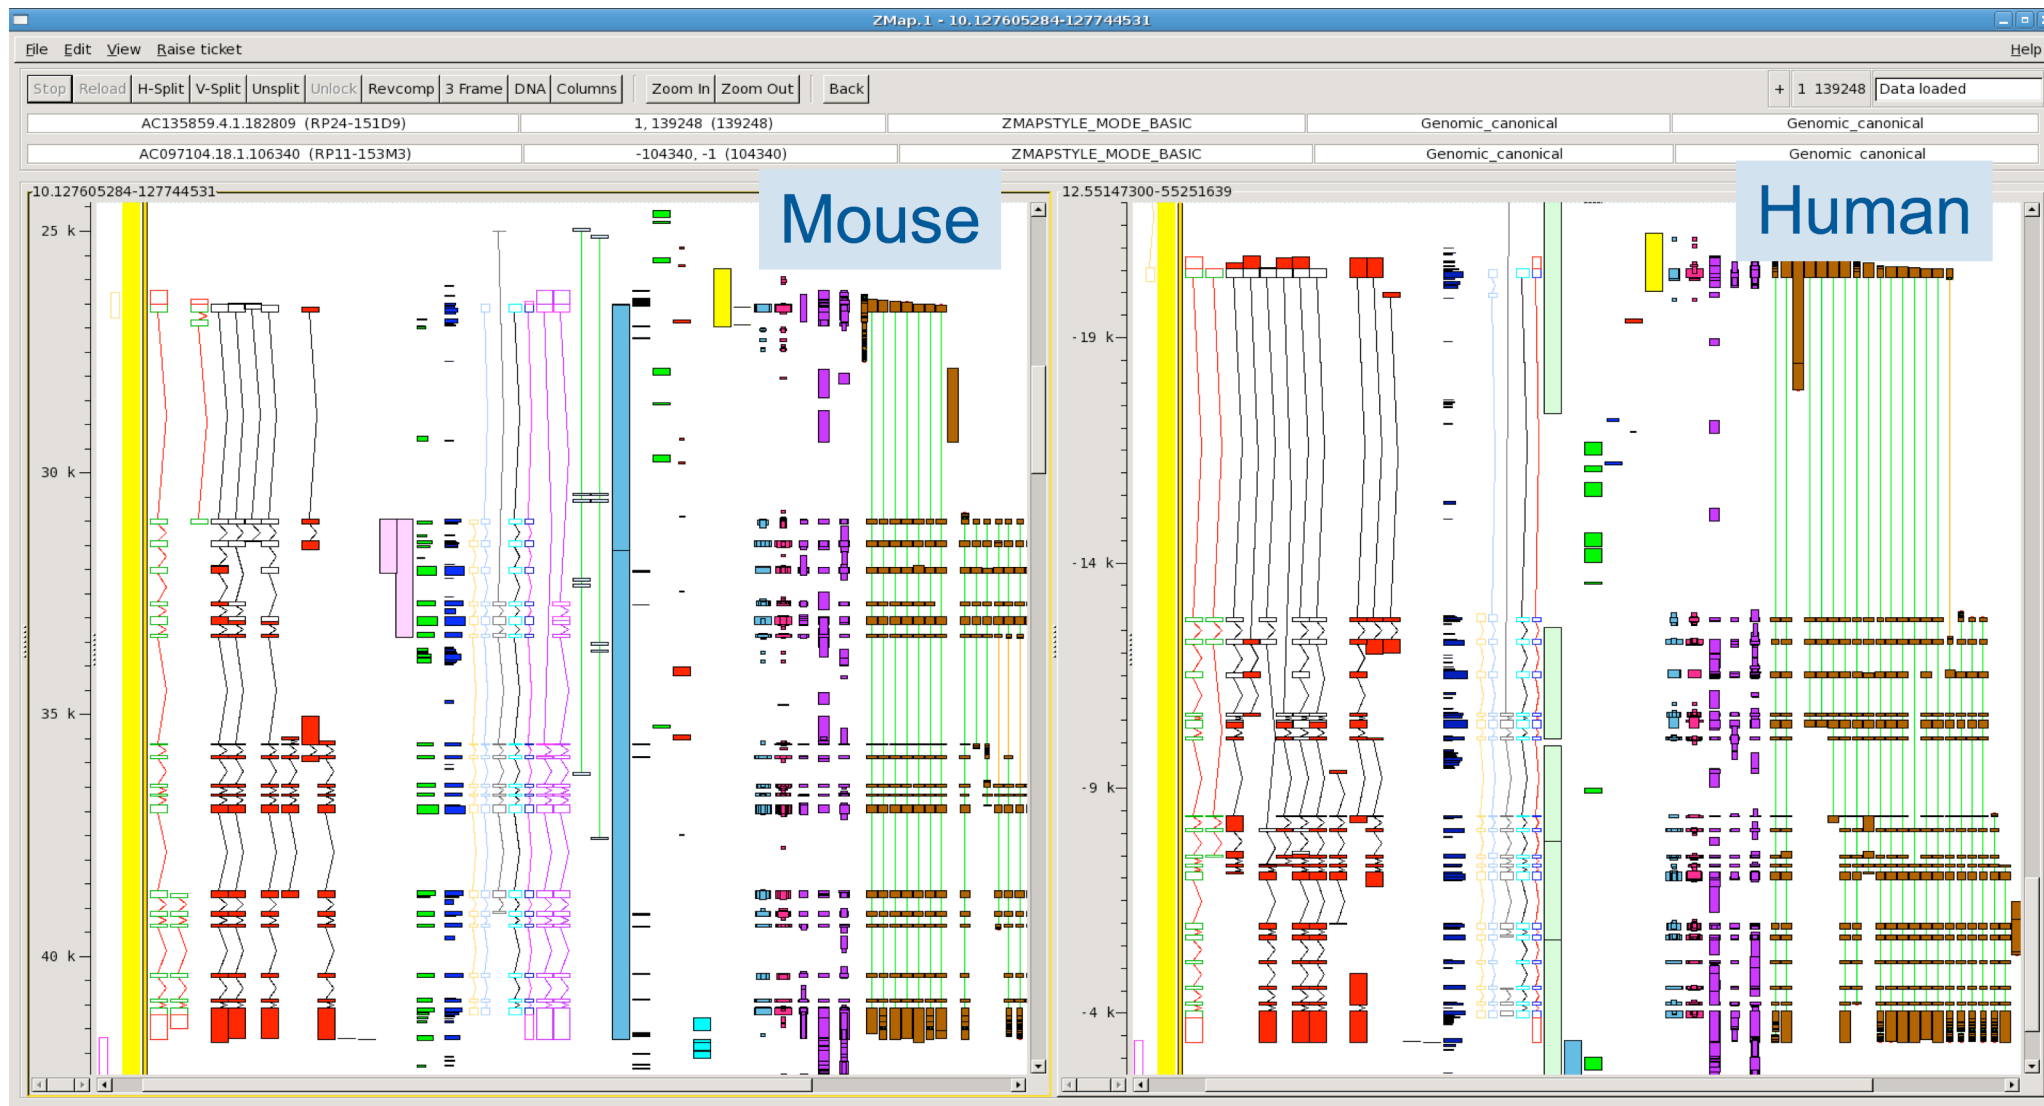 ZMap.1 - 10.127605284-127744531
File Edit View Raise ticket Help
Stop Reload H-Split V-Split Unsplit Unlock Revcomp 3 Frame DNA Columns Zoom In Zoom Out Back + 1 139248 Data loaded
AC135859.4.1.182809 (RP24-151D9) 1, 139248 (139248) ZMAPSTYLE_MODE_BASIC Genomic_canonical Genomic_canonical
AC097104.18.1.106340 (RP11-153M3) -104340, -1 (104340) ZMAPSTYLE_MODE_BASIC Genomic_canonical Genomic_canonical
10.127605284-127744531
Mouse
25 k
30 k
35 k
40 k
12.55147300-55251639
Human
-19 k
-14 k
-9 k
-4 k